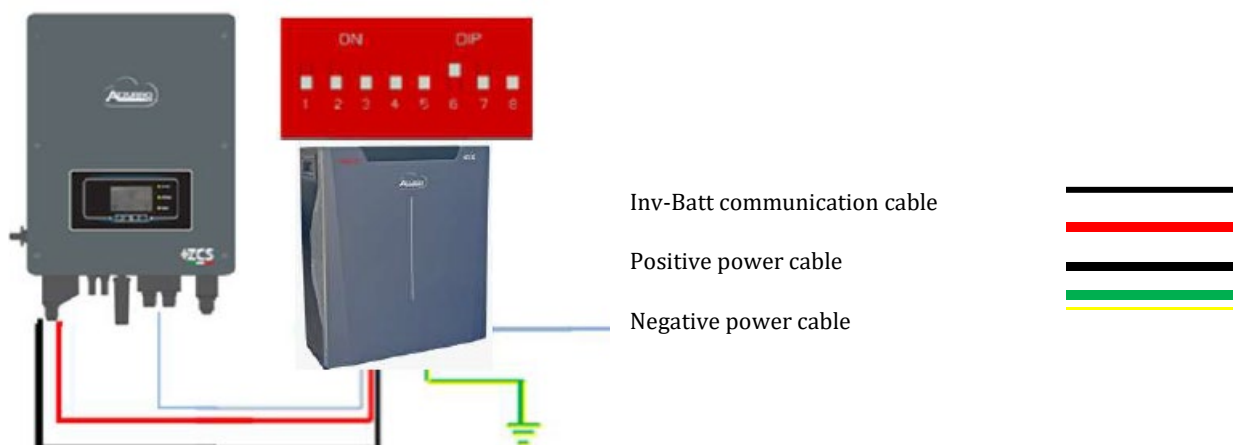 ON DIP
1 2 3 4 5 6 7 8
AZZURRO
ZCS
Inv-Batt communication cable
Positive power cable
Negative power cable